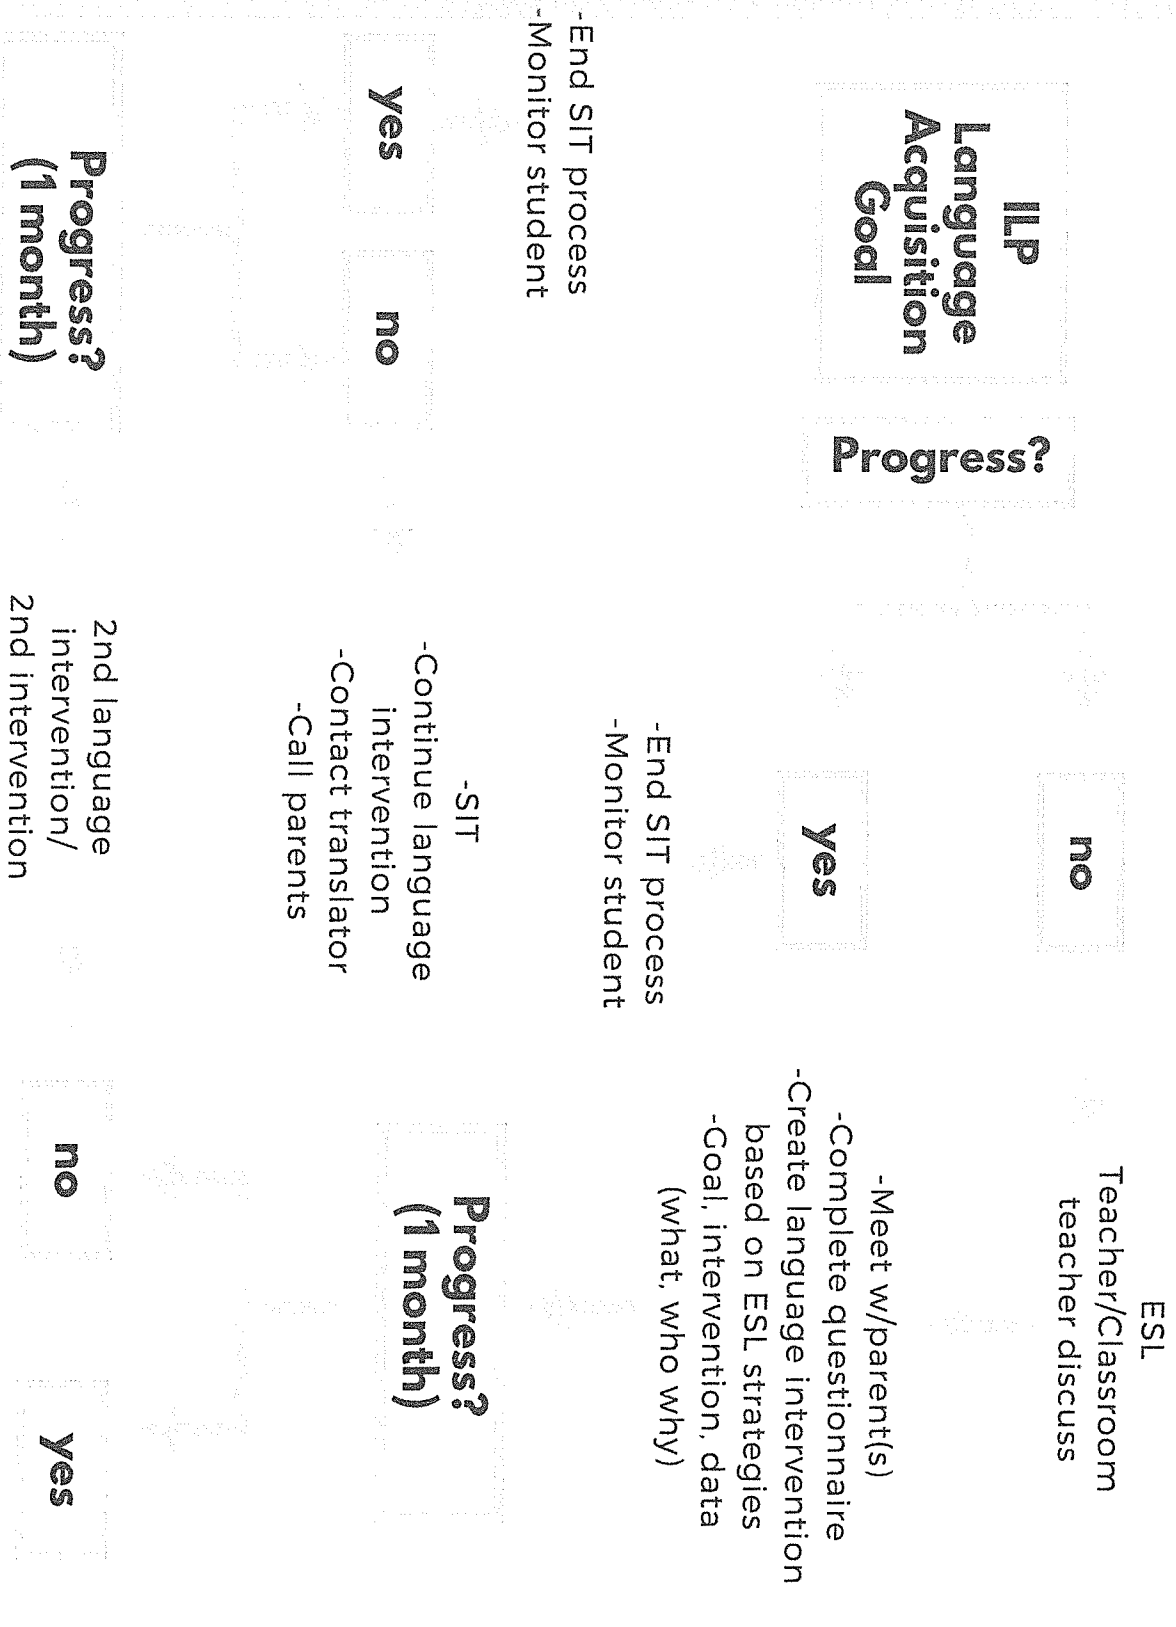 ILP
Language
Acquisition
Goal
Progress?
no
ESL
Teacher/Classroom
teacher discuss
yes
-End SIT process
-Monitor student
-Meet w/parent(s)
-Complete questionnaire
-Create language intervention
based on ESL strategies
-Goal, intervention, data
(what, who why)
Progress?
(1 month)
no
yes
2nd language
intervention/
2nd intervention
Progress?
(1 month)
yes
no
-End SIT process
-Monitor student
-SIT
-Continue language
intervention
-Contact translator
-Call parents